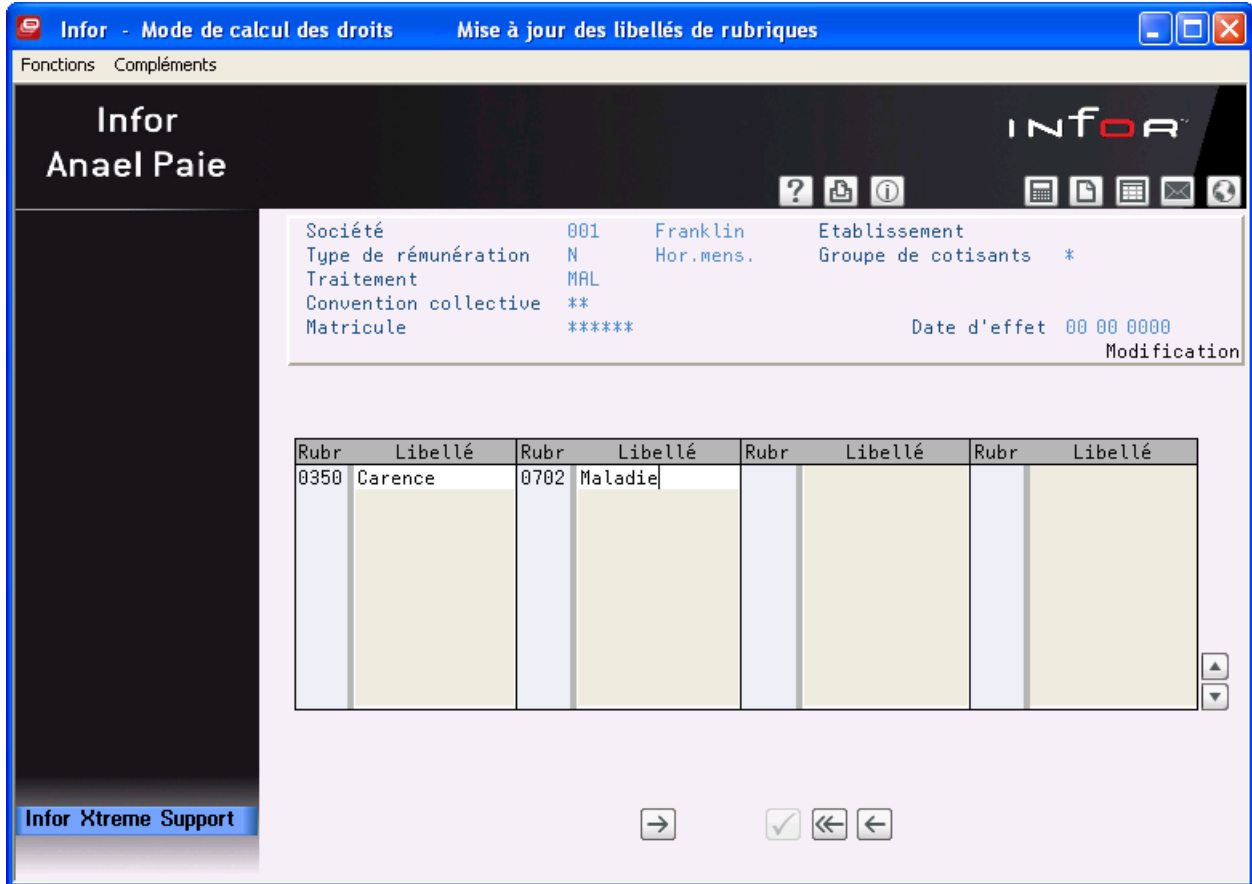 Infor - Mode de calcul des droits Mise à jour des libellés de rubriques
Fonctions Compléments
Infor
Anael Paie
INfOR
Société 001 Franklin Etablissement
Type de rémunération N Hor.mens. Groupe de cotisants *
Traitement MAL
Convention collective **
Matricule ****** Date d'effet 00 00 0000
Modification
Rubr Libellé Rubr Libellé Rubr Libellé Rubr Libellé
0350 Carence 0702 Maladie
Infor Xtreme Support